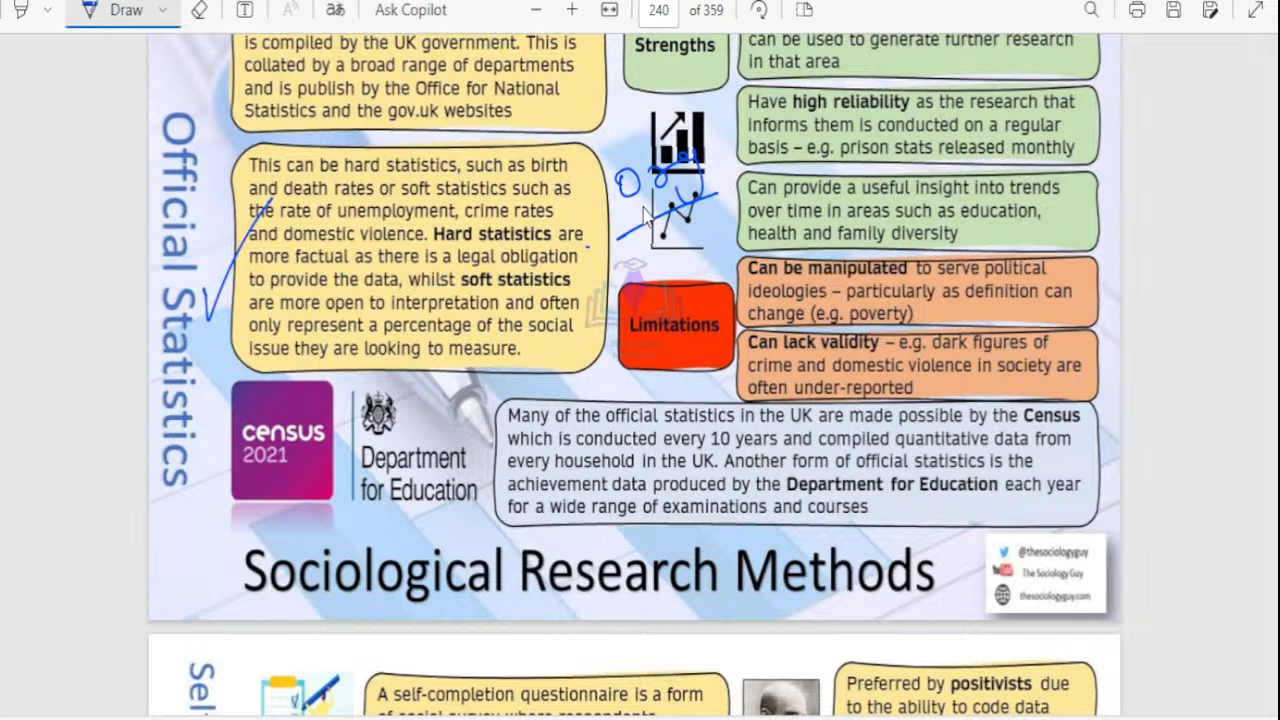 Draw
Ask Copilot
240 of 359
is compiled by the UK government. This is
collated by a broad range of departments
and is publish by the Office for National
Statistics and the gov.uk websites
Strengths
can be used to generate further research
in that area
Have high reliability as the research that
informs them is conducted on a regular
basis – e.g. prison stats released monthly
Official Statistics
This can be hard statistics, such as birth
and death rates or soft statistics such as
the rate of unemployment, crime rates
and domestic violence. Hard statistics are
more factual as there is a legal obligation
to provide the data, whilst soft statistics
are more open to interpretation and often
only represent a percentage of the social
issue they are looking to measure.
Can provide a useful insight into trends
over time in areas such as education,
health and family diversity
Limitations
Can be manipulated to serve political
ideologies – particularly as definition can
change (e.g. poverty)
Can lack validity – e.g. dark figures of
crime and domestic violence in society are
often under-reported
census
2021
Department
for Education
Many of the official statistics in the UK are made possible by the Census
which is conducted every 10 years and compiled quantitative data from
every household in the UK. Another form of official statistics is the
achievement data produced by the Department for Education each year
for a wide range of examinations and courses
Sociological Research Methods
@thesociologyguy
The Sociology Guy
thesociologyguy.com
Sel
A self-completion questionnaire is a form
of social survey where respondents
Preferred by positivists due
to the ability to code data